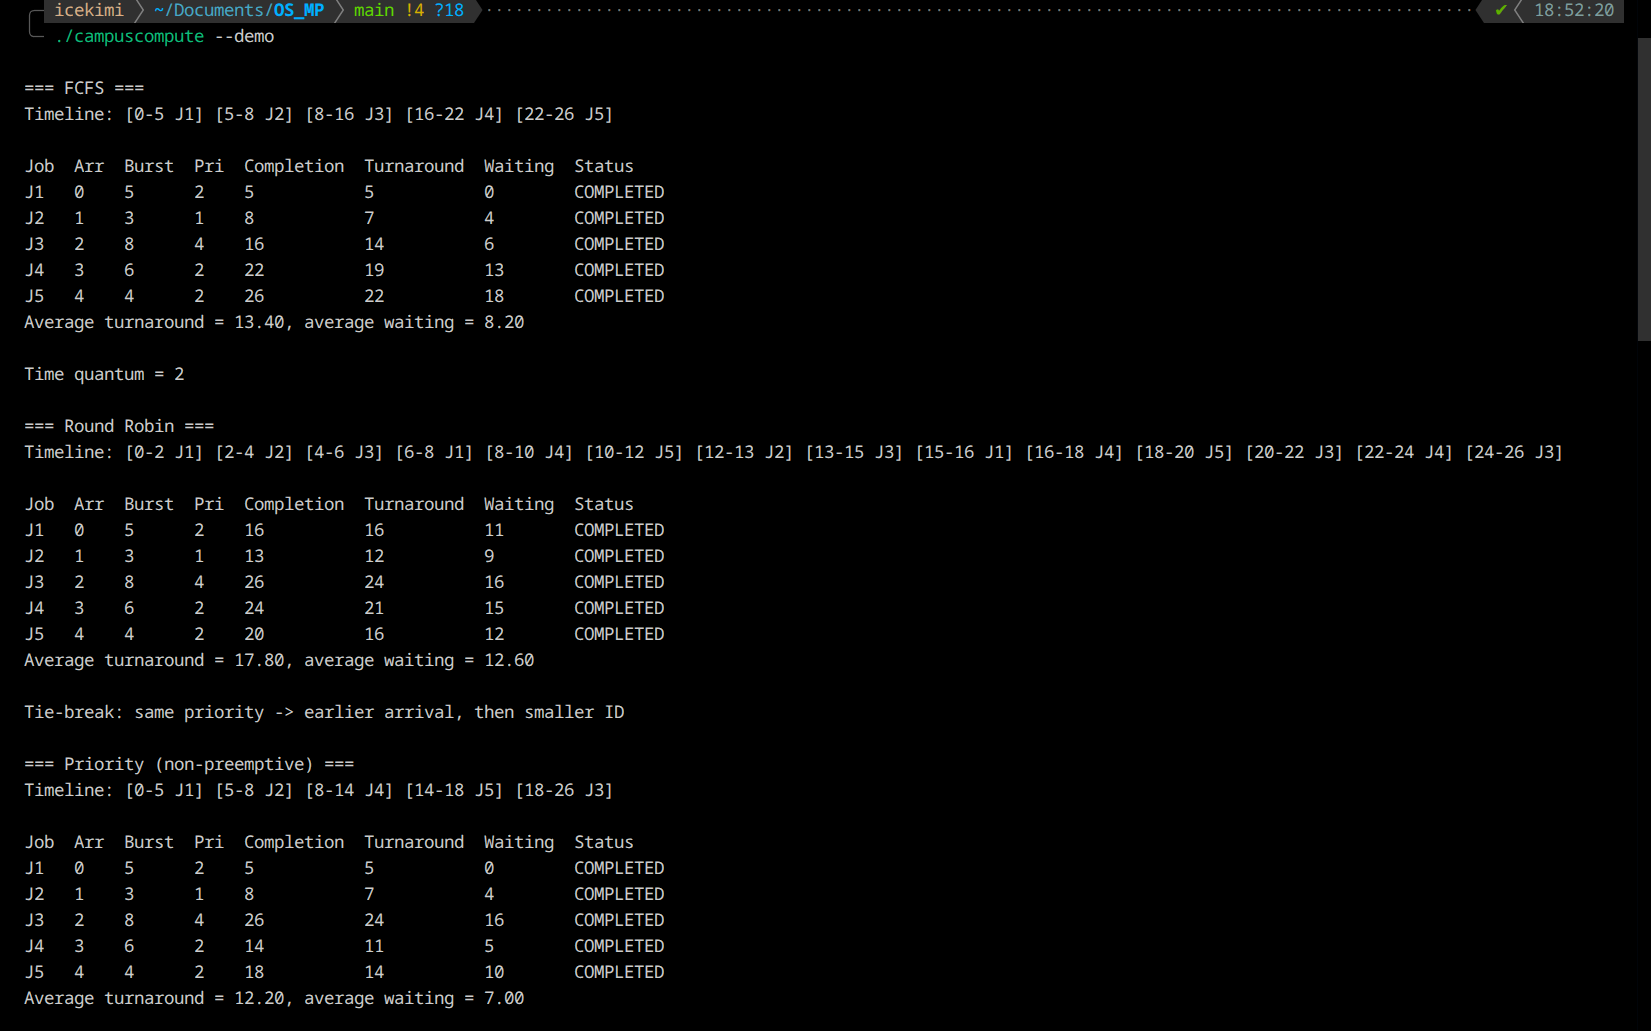 icekimi ~/Documents/OS_MP main !4 ?18 ✔ 18:52:20
./campuscompute --demo
=== FCFS ===
Timeline: [0-5 J1] [5-8 J2] [8-16 J3] [16-22 J4] [22-26 J5]
Job Arr Burst Pri Completion Turnaround Waiting Status
J1 0 5 2 5 5 0 COMPLETED
J2 1 3 1 8 7 4 COMPLETED
J3 2 8 4 16 14 6 COMPLETED
J4 3 6 2 22 19 13 COMPLETED
J5 4 4 2 26 22 18 COMPLETED
Average turnaround = 13.40, average waiting = 8.20
Time quantum = 2
=== Round Robin ===
Timeline: [0-2 J1] [2-4 J2] [4-6 J3] [6-8 J1] [8-10 J4] [10-12 J5] [12-13 J2] [13-15 J3] [15-16 J1] [16-18 J4] [18-20 J5] [20-22 J3] [22-24 J4] [24-26 J3]
Job Arr Burst Pri Completion Turnaround Waiting Status
J1 0 5 2 16 16 11 COMPLETED
J2 1 3 1 13 12 9 COMPLETED
J3 2 8 4 26 24 16 COMPLETED
J4 3 6 2 24 21 15 COMPLETED
J5 4 4 2 20 16 12 COMPLETED
Average turnaround = 17.80, average waiting = 12.60
Tie-break: same priority -> earlier arrival, then smaller ID
=== Priority (non-preemptive) ===
Timeline: [0-5 J1] [5-8 J2] [8-14 J4] [14-18 J5] [18-26 J3]
Job Arr Burst Pri Completion Turnaround Waiting Status
J1 0 5 2 5 5 0 COMPLETED
J2 1 3 1 8 7 4 COMPLETED
J3 2 8 4 26 24 16 COMPLETED
J4 3 6 2 14 11 5 COMPLETED
J5 4 4 2 18 14 10 COMPLETED
Average turnaround = 12.20, average waiting = 7.00